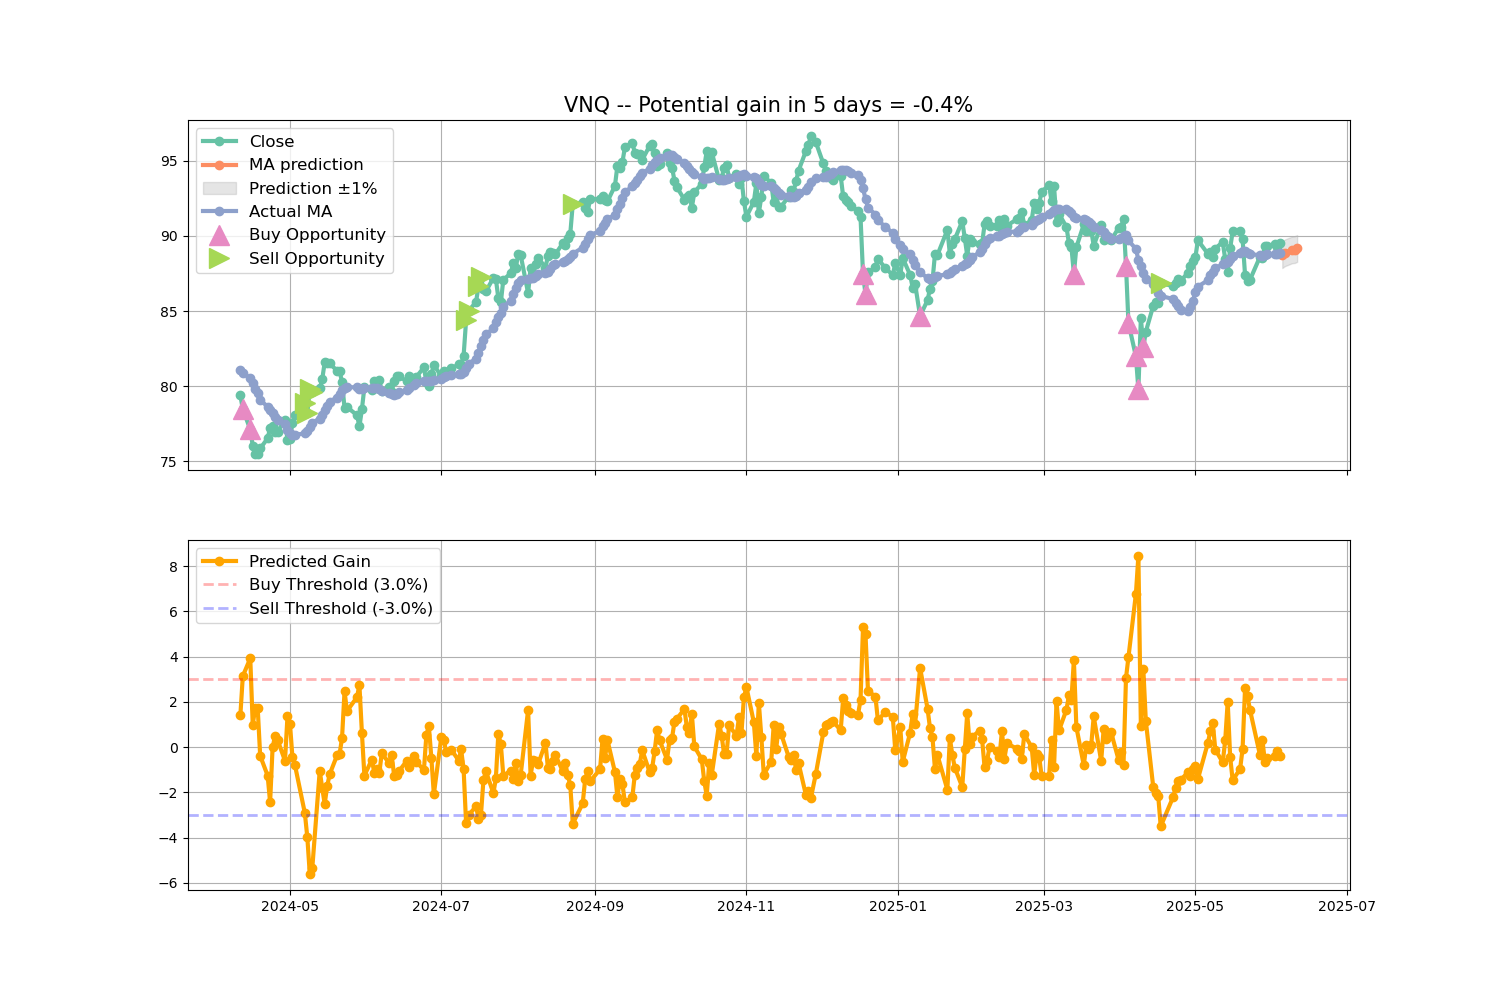 VNQ -- Potential gain in 5 days = -0.4%
Close
MA prediction
Prediction ±1%
Actual MA
Buy Opportunity
Sell Opportunity
95
90
85
80
75
Predicted Gain
Buy Threshold (3.0%)
Sell Threshold (-3.0%)
8
6
4
2
0
−2
−4
−6
2024-05 2024-07 2024-09 2024-11 2025-01 2025-03 2025-05 2025-07